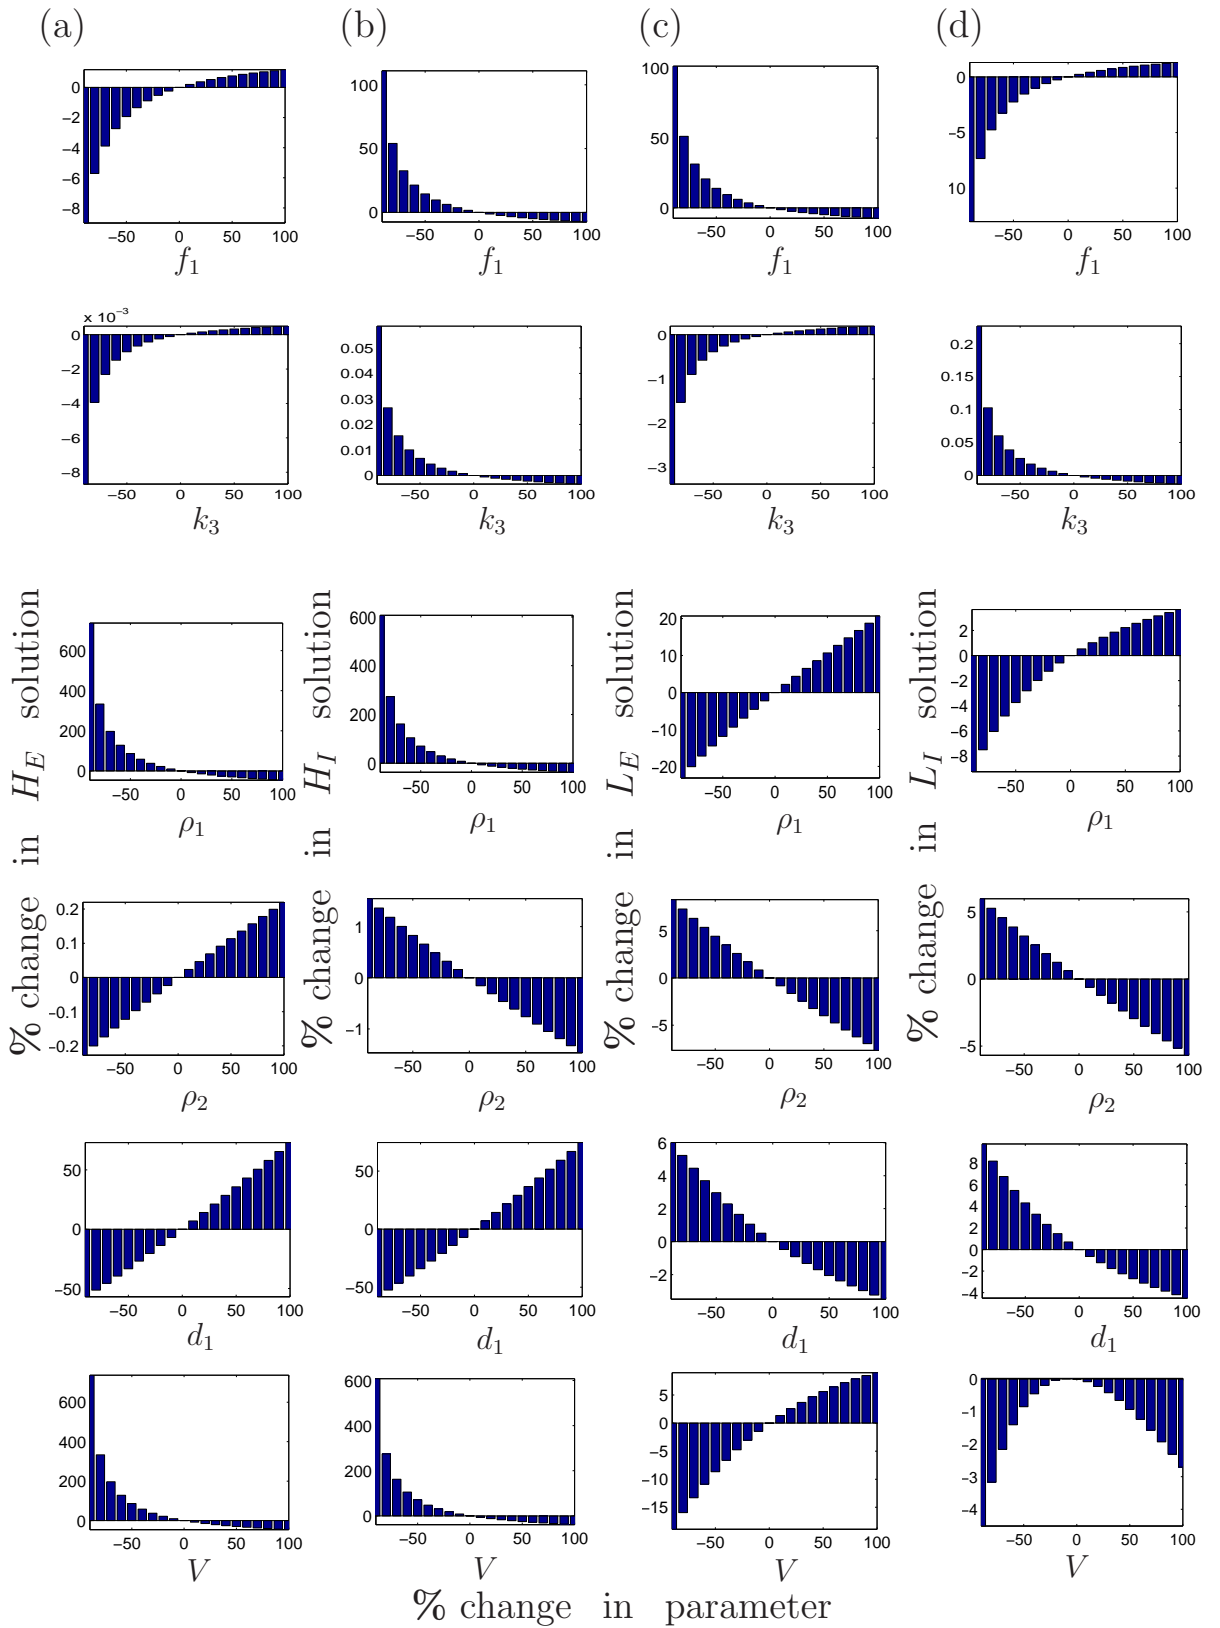 (a) (b) (c) (d)
0
−2
−4
−6
−8
−50 0 50 100
f1
100
50
0
−50 0 50 100
f1
100
50
0
−50 0 50 100
f1
0
−5
10
−50 0 50 100
f1
x 10−3
0
−2
−4
−6
−8
−50 0 50 100
k3
0.05
0.04
0.03
0.02
0.01
0
−50 0 50 100
k3
0
−1
−2
−3
−50 0 50 100
k3
0.2
0.15
0.1
0.05
0
−50 0 50 100
k3
% change in HE solution
% change in HI solution
% change in LE solution
% change in LI solution
600
400
200
0
−50 0 50 100
ρ1
600
500
400
300
200
100
0
−50 0 50 100
ρ1
20
10
0
−10
−20
−50 0 50 100
ρ1
2
0
−2
−4
−6
−8
−50 0 50 100
ρ1
0.2
0.1
0
−0.1
−0.2
−50 0 50 100
ρ2
1
0
−1
−50 0 50 100
ρ2
5
0
−5
−50 0 50 100
ρ2
5
0
−5
−50 0 50 100
ρ2
50
0
−50
−50 0 50 100
d1
50
0
−50
−50 0 50 100
d1
6
4
2
0
−2
−50 0 50 100
d1
8
6
4
2
0
−2
−4
−50 0 50 100
d1
600
400
200
0
−50 0 50 100
V
600
400
200
0
−50 0 50 100
V
5
0
−5
−10
−15
−50 0 50 100
V
0
−1
−2
−3
−4
−50 0 50 100
V
% change in parameter